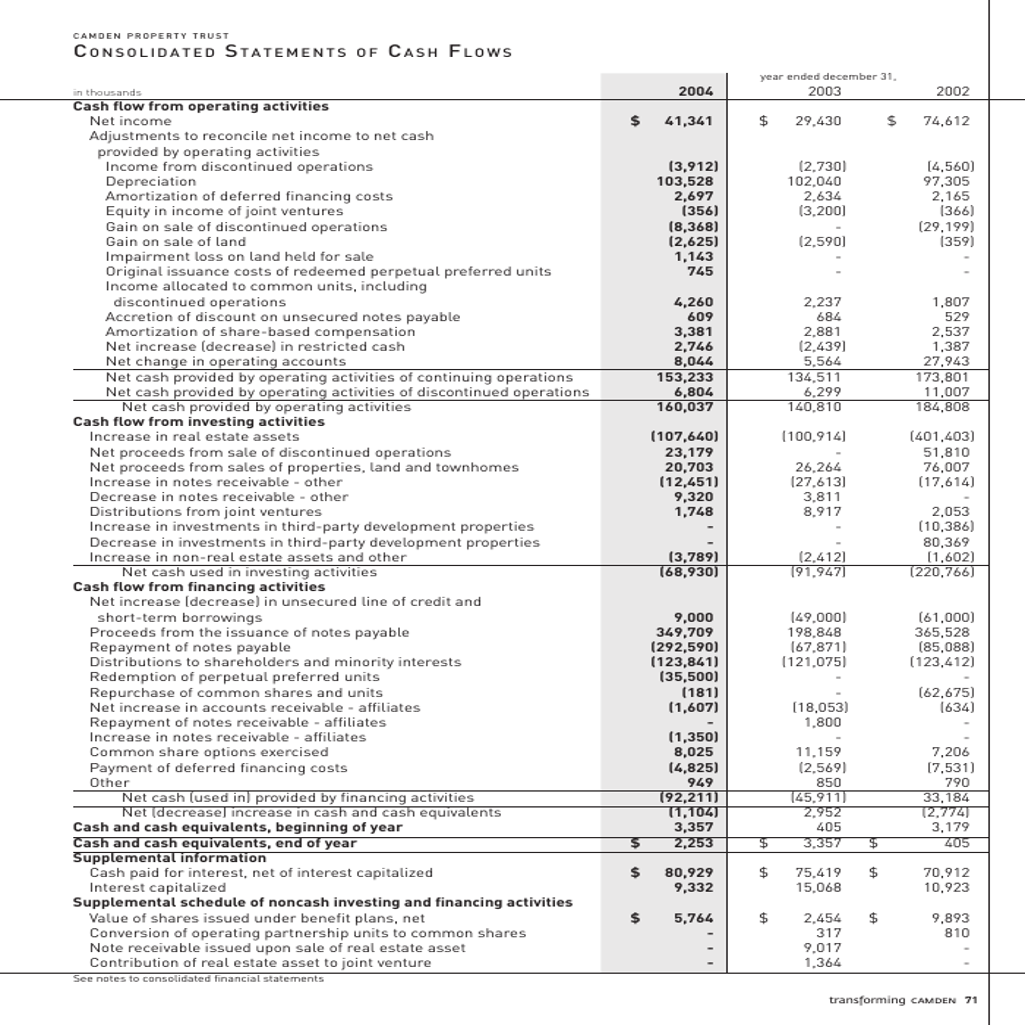 CAMDEN PROPERTY TRUST
CONSOLIDATED STATEMENTS OF CASH FLOWS
year ended december 31,
in thousands 2004 2003 2002
Cash flow from operating activities
Net income $ 41,341 $ 29,430 $ 74,612
Adjustments to reconcile net income to net cash
provided by operating activities
Income from discontinued operations (3,912) (2,730) (4,560)
Depreciation 103,528 102,040 97,305
Amortization of deferred financing costs 2,697 2,634 2,165
Equity in income of joint ventures (356) (3,200) (366)
Gain on sale of discontinued operations (8,368) - (29,199)
Gain on sale of land (2,625) (2,590) (359)
Impairment loss on land held for sale 1,143 - -
Original issuance costs of redeemed perpetual preferred units 745 - -
Income allocated to common units, including
discontinued operations 4,260 2,237 1,807
Accretion of discount on unsecured notes payable 609 684 529
Amortization of share-based compensation 3,381 2,881 2,537
Net increase (decrease) in restricted cash 2,746 (2,439) 1,387
Net change in operating accounts 8,044 5,564 27,943
Net cash provided by operating activities of continuing operations 153,233 134,511 173,801
Net cash provided by operating activities of discontinued operations 6,804 6,299 11,007
Net cash provided by operating activities 160,037 140,810 184,808
Cash flow from investing activities
Increase in real estate assets (107,640) (100,914) (401,403)
Net proceeds from sale of discontinued operations 23,179 - 51,810
Net proceeds from sales of properties, land and townhomes 20,703 26,264 76,007
Increase in notes receivable - other (12,451) (27,613) (17,614)
Decrease in notes receivable - other 9,320 3,811 -
Distributions from joint ventures 1,748 8,917 2,053
Increase in investments in third-party development properties - - (10,386)
Decrease in investments in third-party development properties - - 80,369
Increase in non-real estate assets and other (3,789) (2,412) (1,602)
Net cash used in investing activities (68,930) (91,947) (220,766)
Cash flow from financing activities
Net increase (decrease) in unsecured line of credit and
short-term borrowings 9,000 (49,000) (61,000)
Proceeds from the issuance of notes payable 349,709 198,848 365,528
Repayment of notes payable (292,590) (67,871) (85,088)
Distributions to shareholders and minority interests (123,841) (121,075) (123,412)
Redemption of perpetual preferred units (35,500) - -
Repurchase of common shares and units (181) - (62,675)
Net increase in accounts receivable - affiliates (1,607) (18,053) (634)
Repayment of notes receivable - affiliates - 1,800 -
Increase in notes receivable - affiliates (1,350) - -
Common share options exercised 8,025 11,159 7,206
Payment of deferred financing costs (4,825) (2,569) (7,531)
Other 949 850 790
Net cash (used in) provided by financing activities (92,211) (45,911) 33,184
Net (decrease) increase in cash and cash equivalents (1,104) 2,952 (2,774)
Cash and cash equivalents, beginning of year 3,357 405 3,179
Cash and cash equivalents, end of year $ 2,253 $ 3,357 $ 405
Supplemental information
Cash paid for interest, net of interest capitalized $ 80,929 $ 75,419 $ 70,912
Interest capitalized 9,332 15,068 10,923
Supplemental schedule of noncash investing and financing activities
Value of shares issued under benefit plans, net $ 5,764 $ 2,454 $ 9,893
Conversion of operating partnership units to common shares - 317 810
Note receivable issued upon sale of real estate asset - 9,017 -
Contribution of real estate asset to joint venture - 1,364 -
See notes to consolidated financial statements
transforming CAMDEN 71